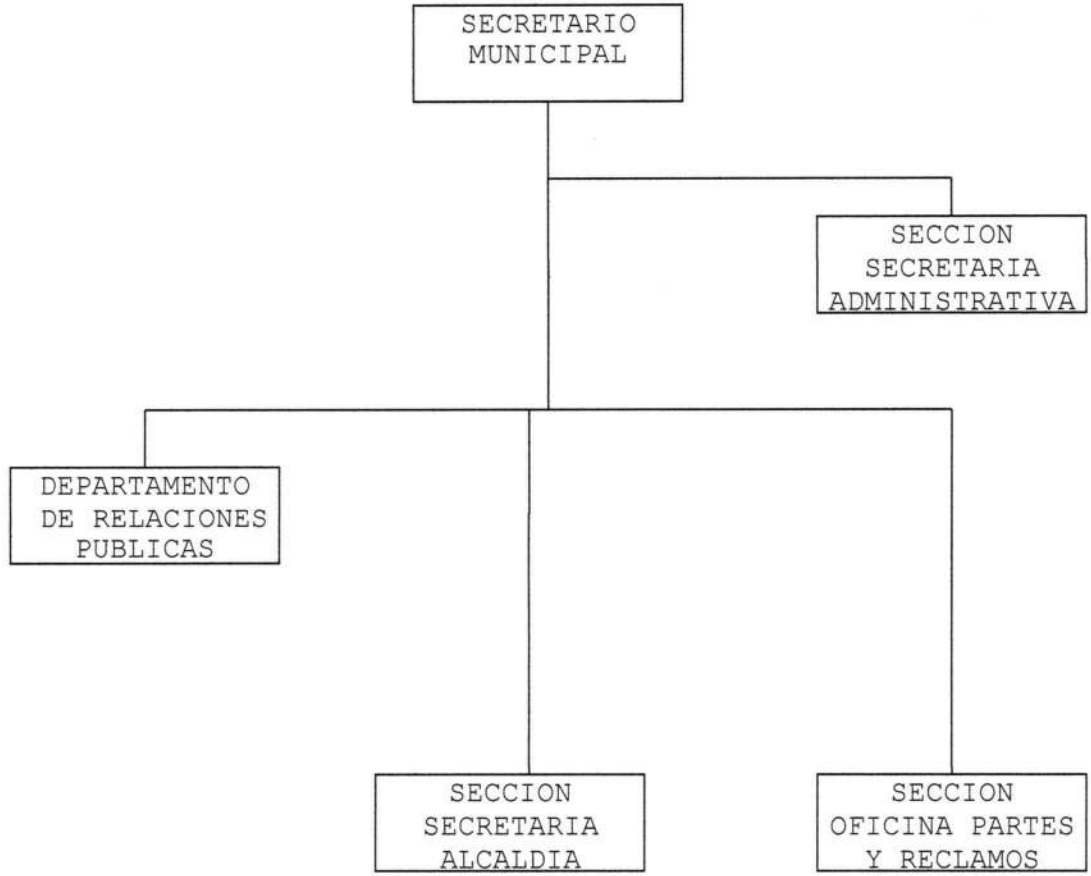 SECRETARIO
MUNICIPAL
SECCION
SECRETARIA
ADMINISTRATIVA
DEPARTAMENTO
DE RELACIONES
PUBLICAS
SECCION
SECRETARIA
ALCALDIA
SECCION
OFICINA PARTES
Y RECLAMOS